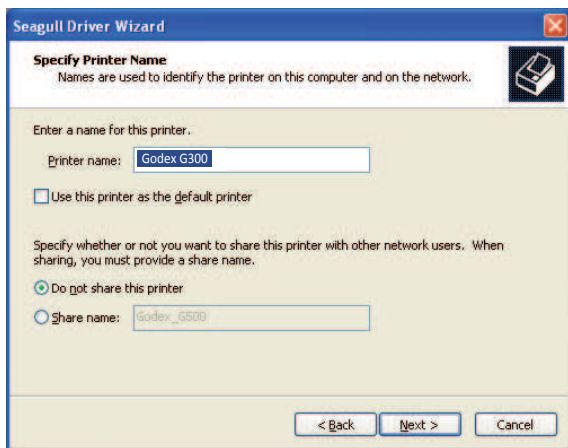 Seagull Driver Wizard
Specify Printer Name
Names are used to identify the printer on this computer and on the network.
Enter a name for this printer.
Printer name:
Godex G300
Use this printer as the default printer
Specify whether or not you want to share this printer with other network users. When
sharing, you must provide a share name.
Do not share this printer
Share name:
Godex_G500
< Back
Next >
Cancel